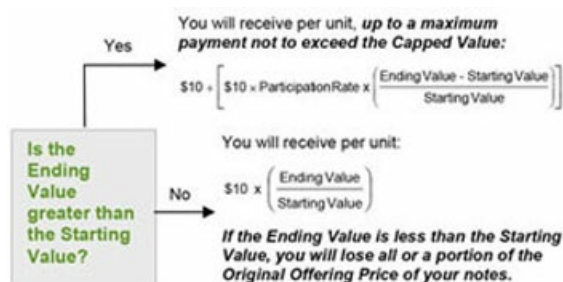 You will receive per unit, up to a maximum
payment not to exceed the Capped Value:
Yes
$10 + [$10 × Participation Rate x (Ending Value - Starting Value / Starting Value)]
Is the
Ending
Value
greater than
the Starting
Value?
No
You will receive per unit:
$10 x (Ending Value / Starting Value)
If the Ending Value is less than the Starting
Value, you will lose all or a portion of the
Original Offering Price of your notes.